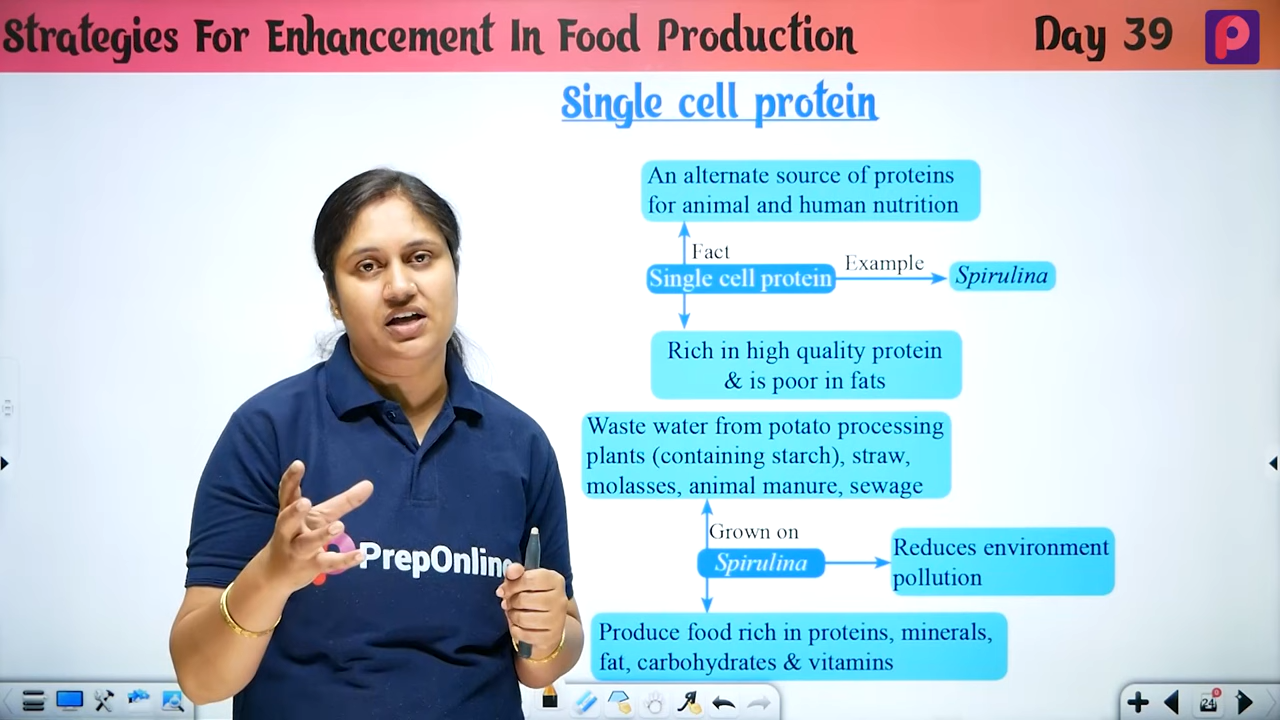 Strategies For Enhancement In Food Production
Day 39
Single cell protein
An alternate source of proteins
for animal and human nutrition
Fact
Single cell protein
Example
Spirulina
Rich in high quality protein
& is poor in fats
Waste water from potato processing
plants (containing starch), straw,
molasses, animal manure, sewage
Grown on
Spirulina
Reduces environment
pollution
Produce food rich in proteins, minerals,
fat, carbohydrates & vitamins
PrepOnline
24